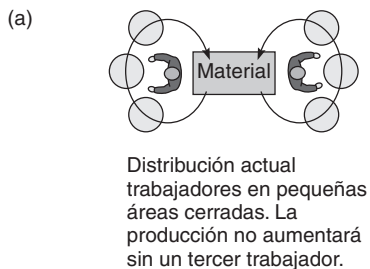 (a)
Material
Distribución actual
trabajadores en pequeñas
áreas cerradas. La
producción no aumentará
sin un tercer trabajador.